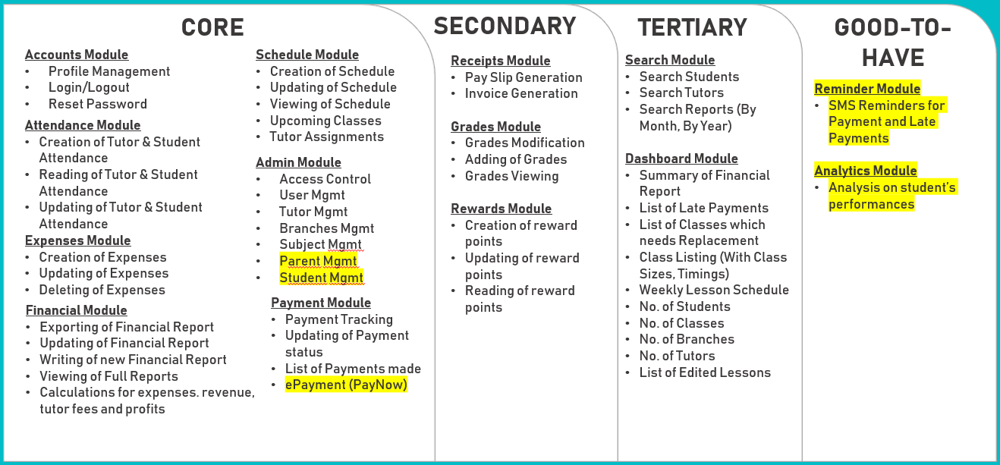 CORE
Accounts Module
• Profile Management
• Login/Logout
• Reset Password
Attendance Module
• Creation of Tutor & Student
Attendance
• Reading of Tutor & Student
Attendance
• Updating of Tutor & Student
Attendance
Expenses Module
• Creation of Expenses
• Updating of Expenses
• Deleting of Expenses
Financial Module
• Exporting of Financial Report
• Updating of Financial Report
• Writing of new Financial Report
• Viewing of Full Reports
• Calculations for expenses. revenue,
tutor fees and profits
Schedule Module
• Creation of Schedule
• Updating of Schedule
• Viewing of Schedule
• Upcoming Classes
• Tutor Assignments
Admin Module
• Access Control
• User Mgmt
• Tutor Mgmt
• Branches Mgmt
• Subject Mgmt
• Parent Mgmt
• Student Mgmt
Payment Module
• Payment Tracking
• Updating of Payment
status
• List of Payments made
• ePayment (PayNow)
SECONDARY
Receipts Module
• Pay Slip Generation
• Invoice Generation
Grades Module
• Grades Modification
• Adding of Grades
• Grades Viewing
Rewards Module
• Creation of reward
points
• Updating of reward
points
• Reading of reward
points
TERTIARY
Search Module
• Search Students
• Search Tutors
• Search Reports (By
Month, By Year)
Dashboard Module
• Summary of Financial
Report
• List of Late Payments
• List of Classes which
needs Replacement
• Class Listing (With Class
Sizes, Timings)
• Weekly Lesson Schedule
• No. of Students
• No. of Classes
• No. of Branches
• No. of Tutors
• List of Edited Lessons
GOOD-TO-
HAVE
Reminder Module
• SMS Reminders for
Payment and Late
Payments
Analytics Module
• Analysis on student's
performances